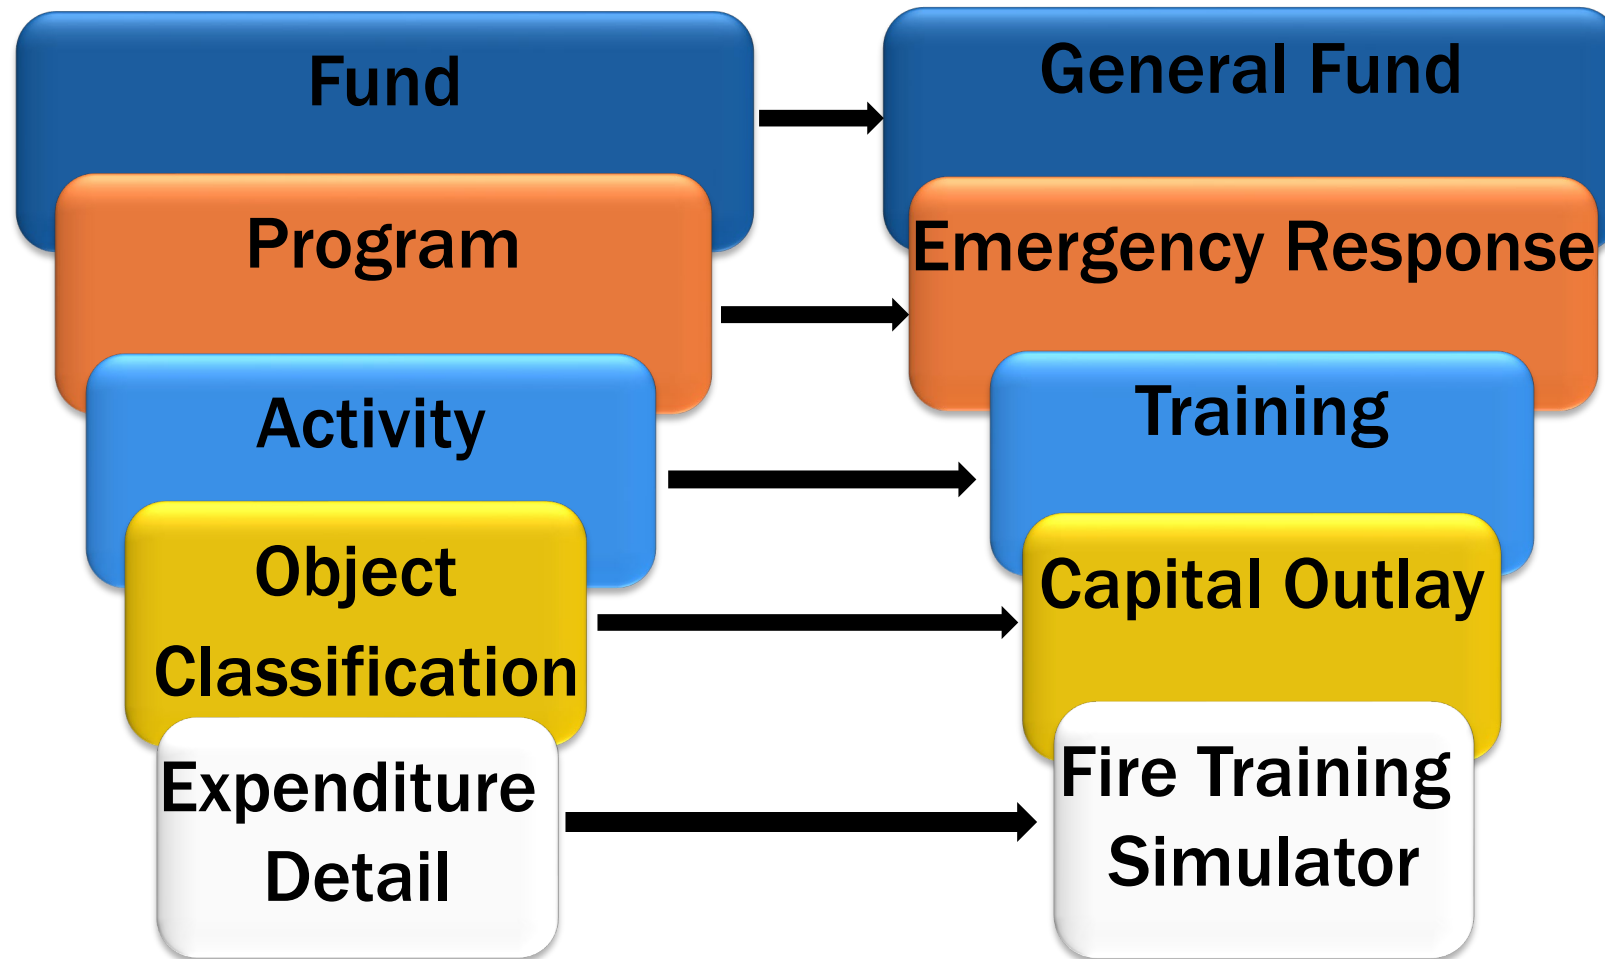 Fund
General Fund
Program
Emergency Response
Activity
Training
Object
Classification
Capital Outlay
Expenditure
Detail
Fire Training
Simulator